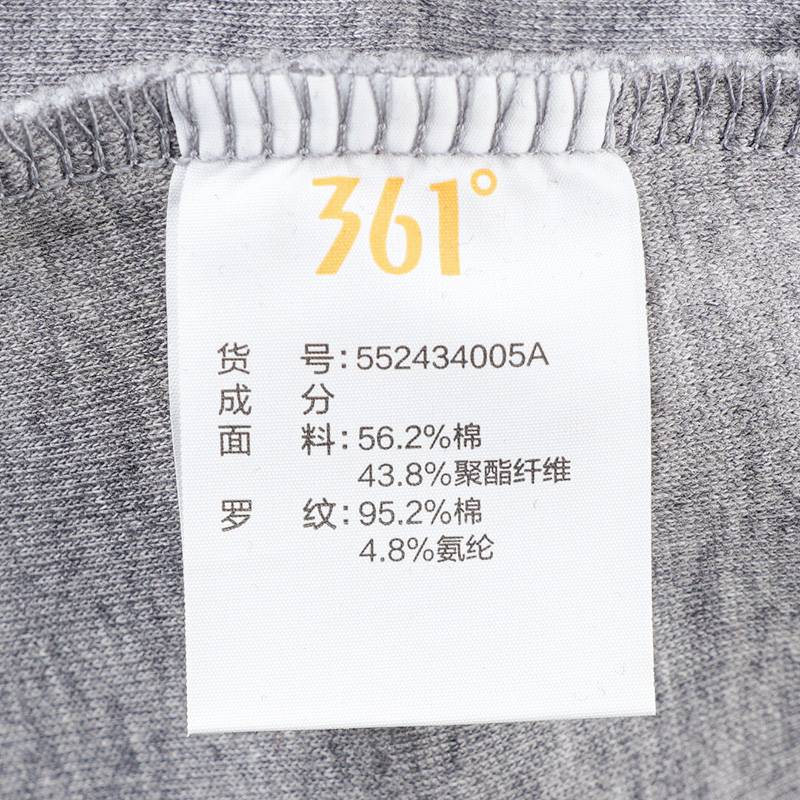 361°
货 号:552434005A
成 分
面 料:56.2%棉
43.8%聚酯纤维
罗 纹:95.2%棉
4.8%氨纶